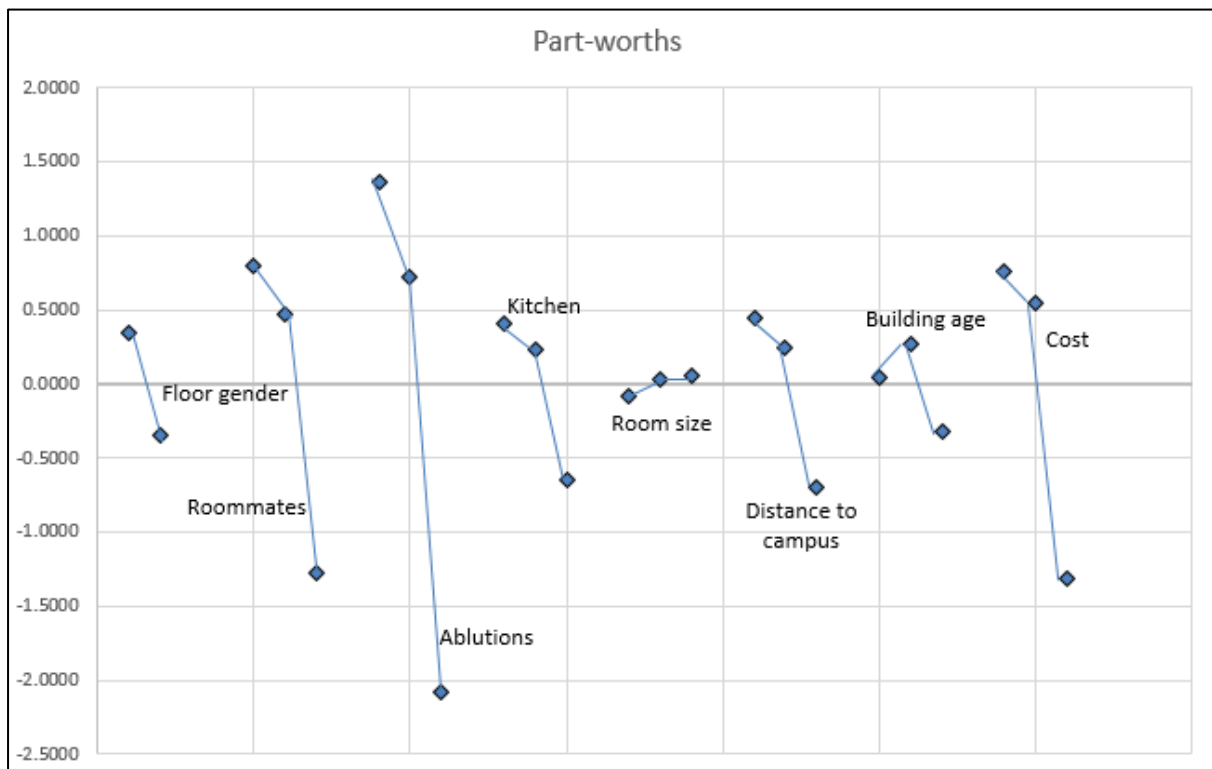 Part-worths
2.0000
1.5000
1.0000
0.5000
0.0000
-0.5000
-1.0000
-1.5000
-2.0000
-2.5000
Floor gender
Roommates
Ablutions
Kitchen
Room size
Distance to
campus
Building age
Cost